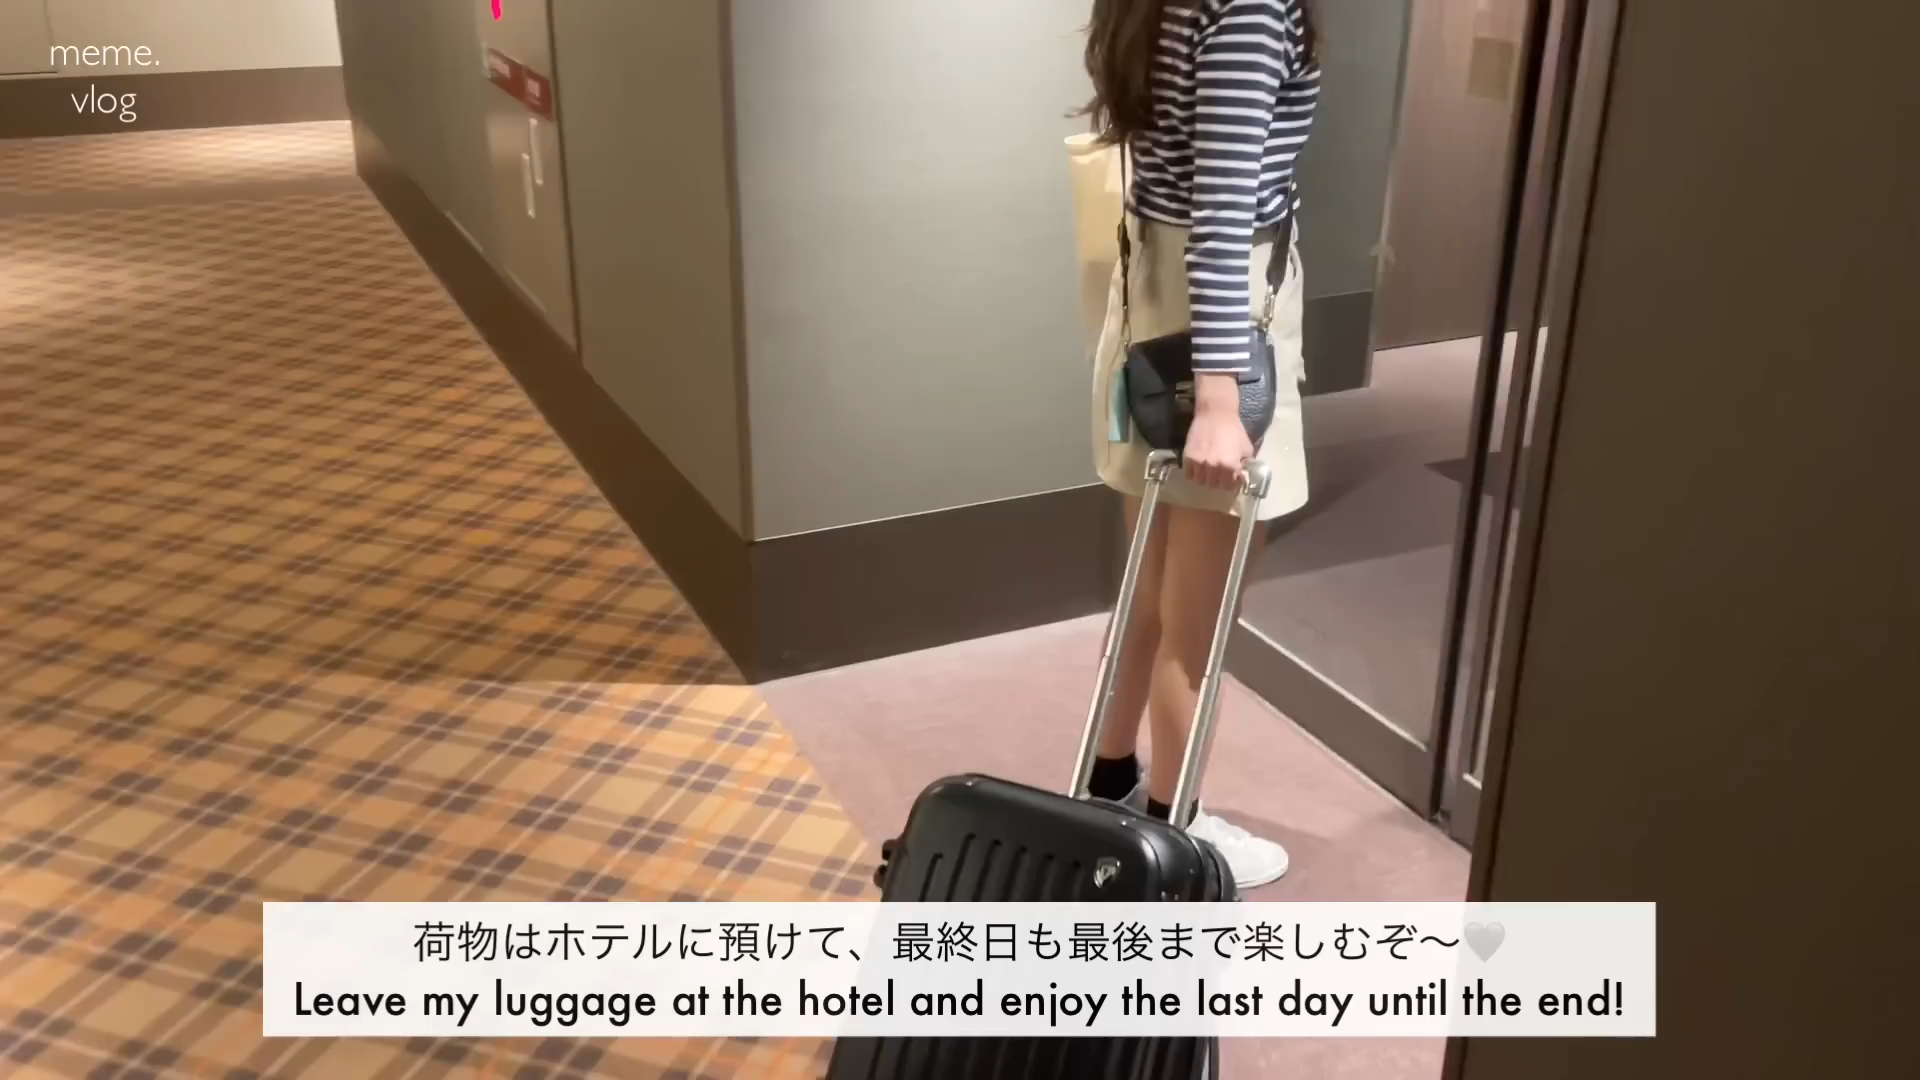 meme.
vlog
荷物はホテルに預けて、最終日も最後まで楽しむぞ〜🖤
Leave my luggage at the hotel and enjoy the last day until the end!